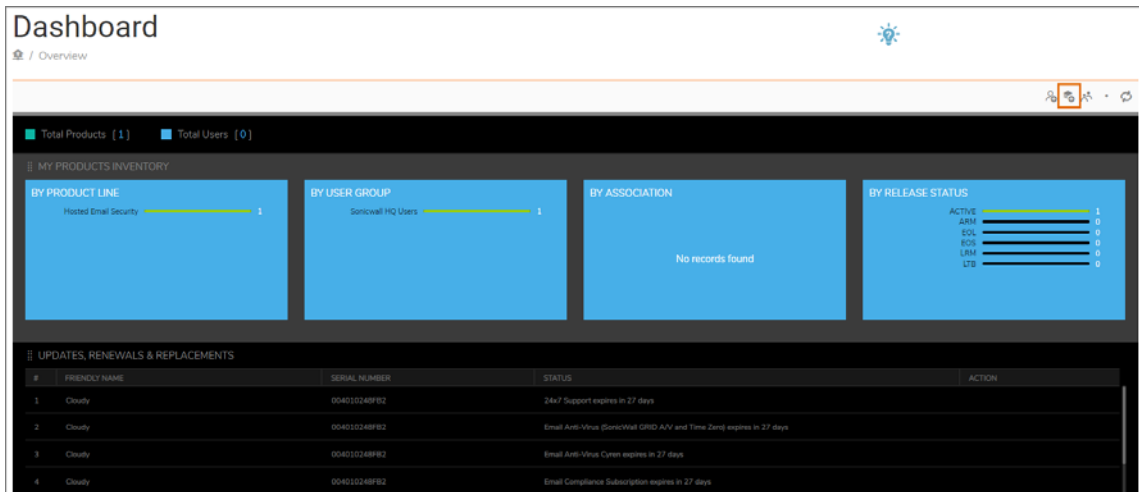 Dashboard
/ Overview
Total Products [ 1 ] Total Users [ 0 ]
MY PRODUCTS INVENTORY
BY PRODUCT LINE
Hosted Email Security 1
BY USER GROUP
Sonicwall HQ Users 1
BY ASSOCIATION
No records found
BY RELEASE STATUS
ACTIVE 1
ARM 0
EOL 0
EOS 0
LRM 0
LTB 0
UPDATES, RENEWALS & REPLACEMENTS
# FRIENDLY NAME SERIAL NUMBER STATUS ACTION
1 Cloudy 004010248FB2 24x7 Support expires in 27 days
2 Cloudy 004010248FB2 Email Anti-Virus (SonicWall GRID A/V and Time Zero) expires in 27 days
3 Cloudy 004010248FB2 Email Anti-Virus Cyren expires in 27 days
4 Cloudy 004010248FB2 Email Compliance Subscription expires in 27 days